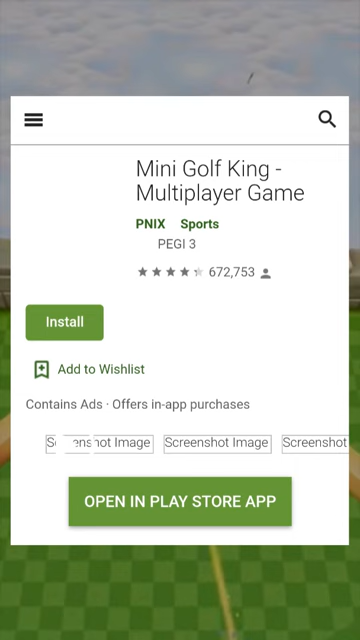 Mini Golf King -
Multiplayer Game
PNIX Sports
PEGI 3
672,753
Install
Add to Wishlist
Contains Ads · Offers in-app purchases
Screenshot Image Screenshot Image Screenshot
OPEN IN PLAY STORE APP